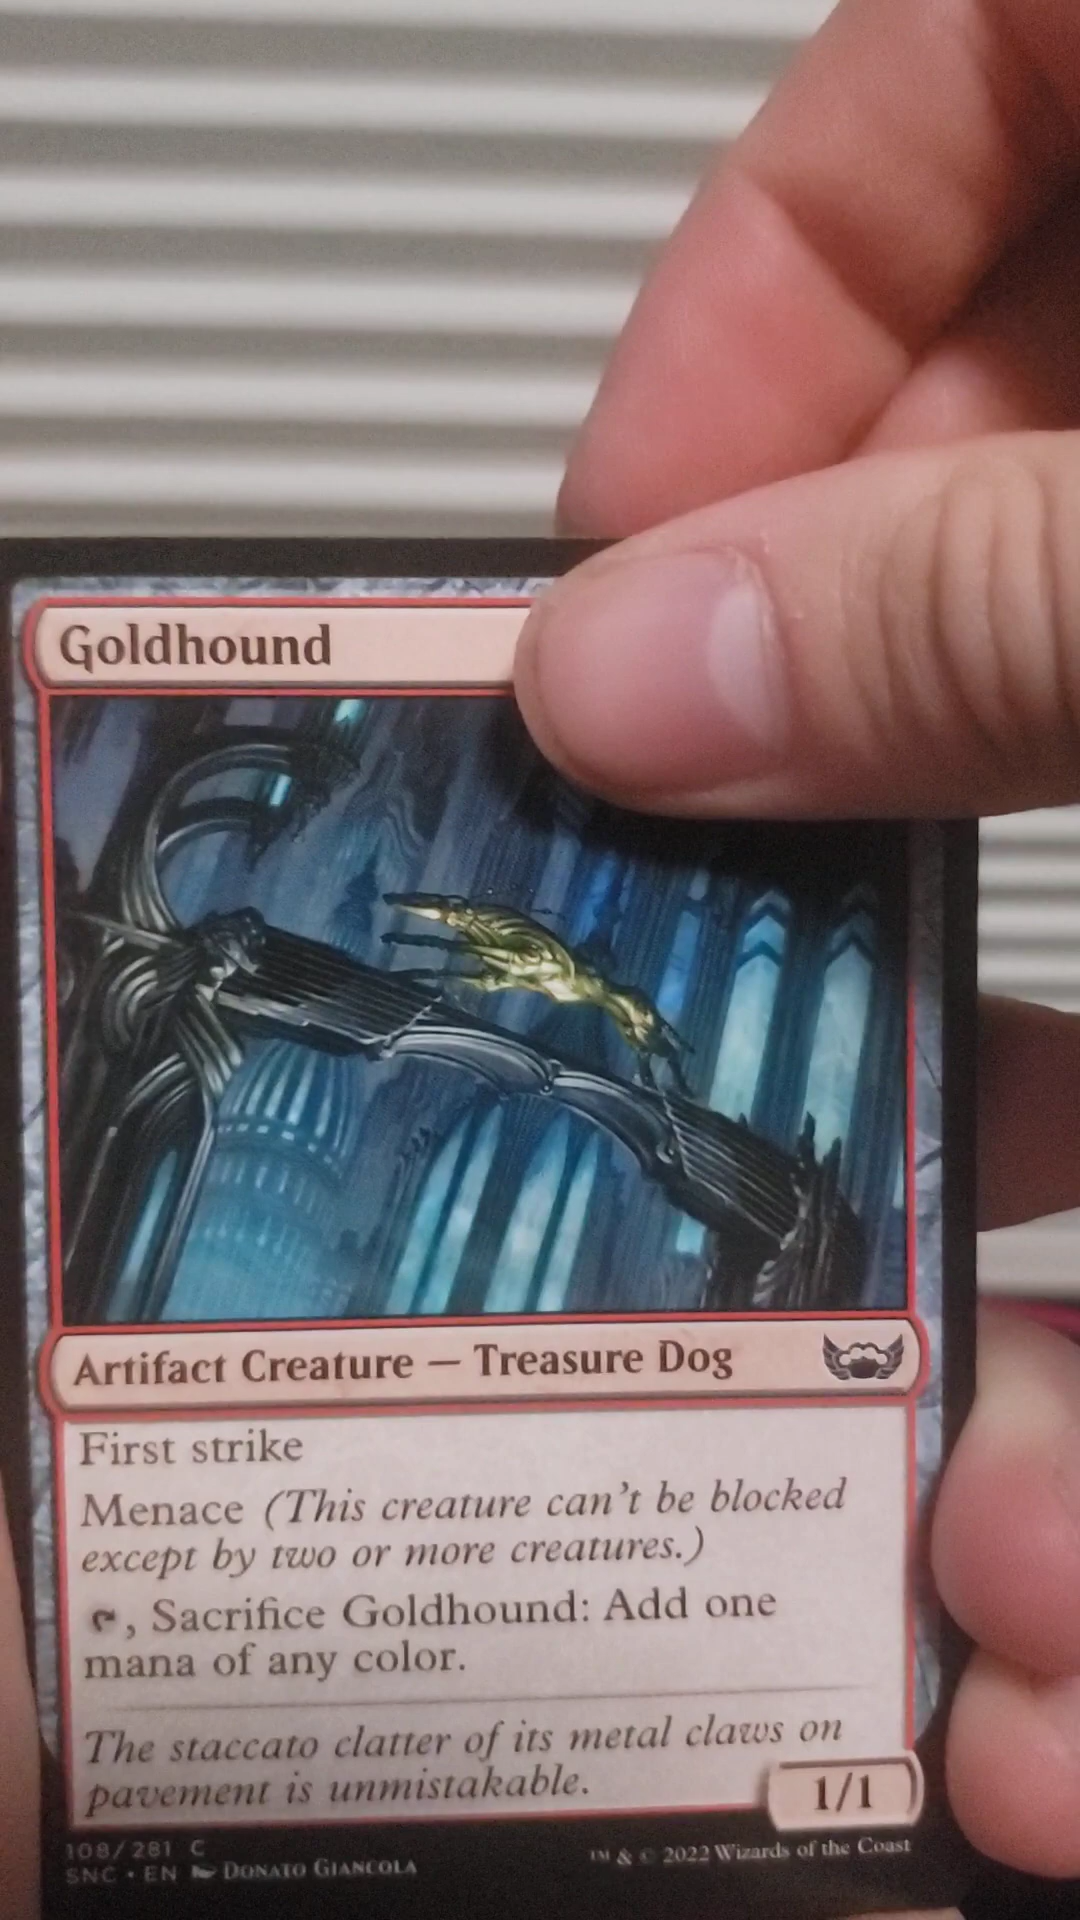 Goldhound
Artifact Creature — Treasure Dog
First strike
Menace (This creature can't be blocked
except by two or more creatures.)
, Sacrifice Goldhound: Add one
mana of any color.
The staccato clatter of its metal claws on
pavement is unmistakable.
1/1
108/281 C
SNC • EN DONATO GIANCOLA
™ & © 2022 Wizards of the Coast